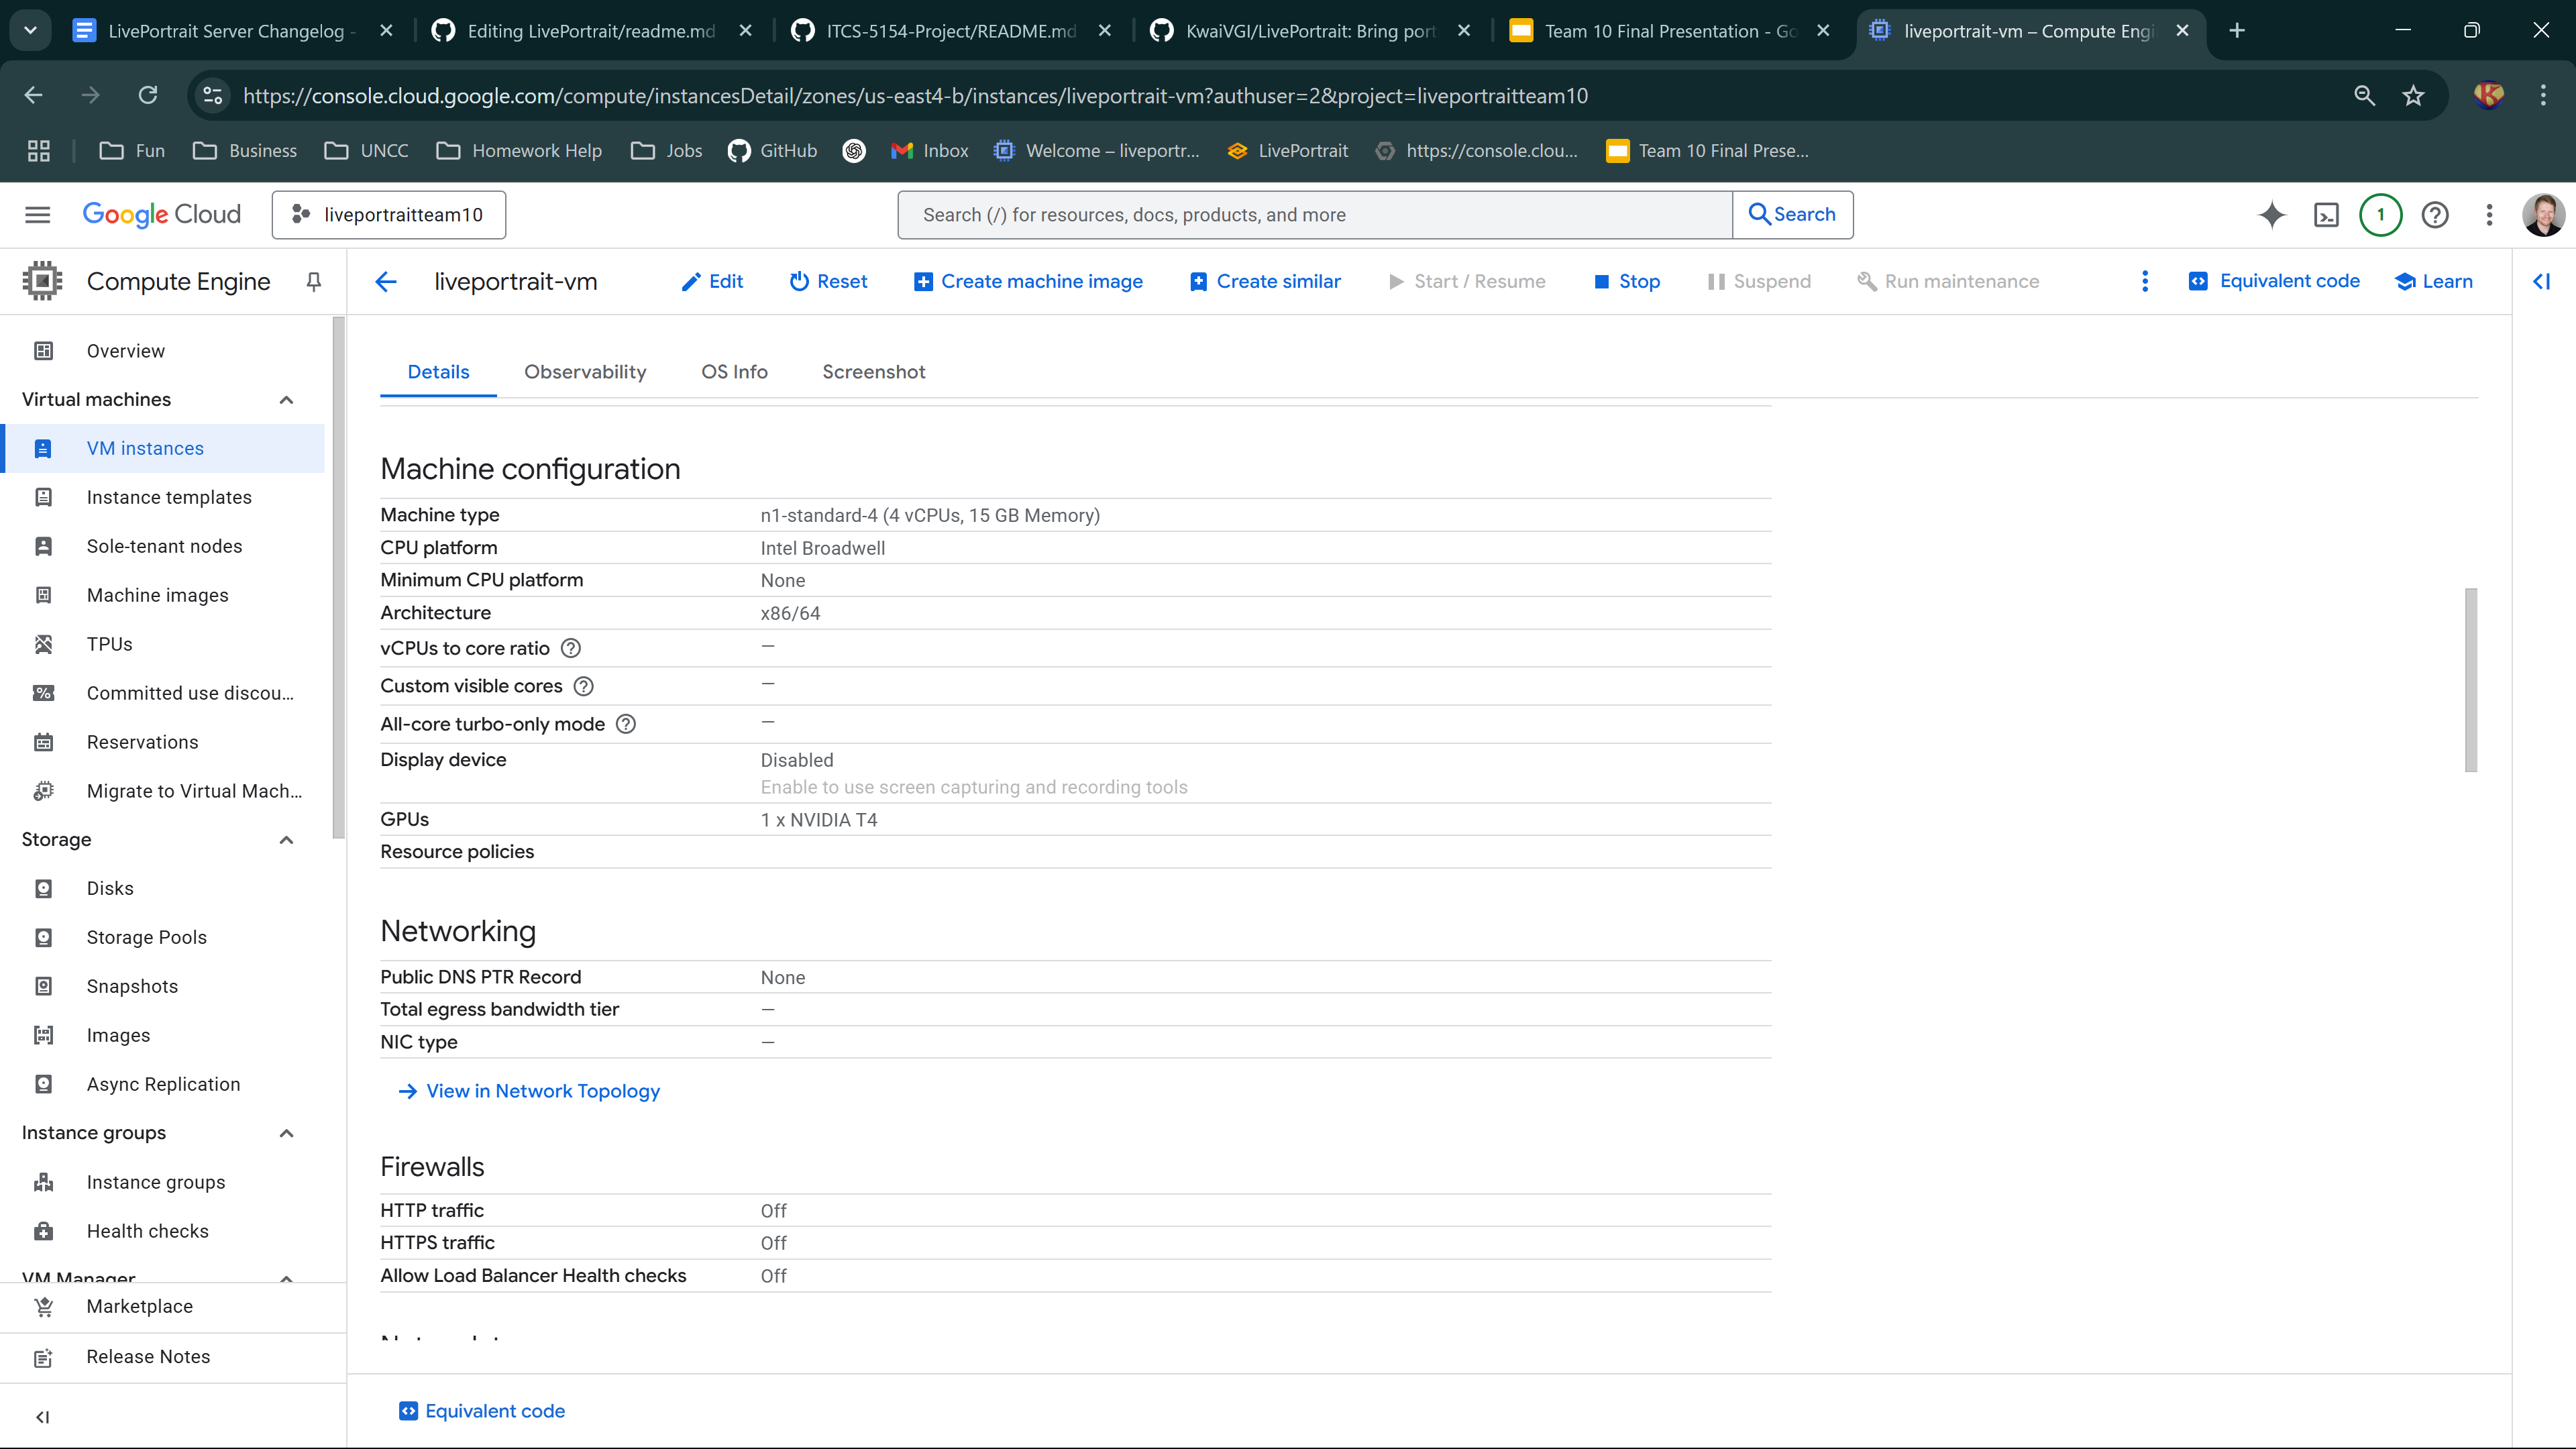 LivePortrait Server Changelog -
Editing LivePortrait/readme.md
ITCS-5154-Project/README.md
KwaiVGI/LivePortrait: Bring port
Team 10 Final Presentation - Go
liveportrait-vm – Compute Engi
https://console.cloud.google.com/compute/instancesDetail/zones/us-east4-b/instances/liveportrait-vm?authuser=2&project=liveportraitteam10
Fun
Business
UNCC
Homework Help
Jobs
GitHub
Inbox
Welcome – liveportr...
LivePortrait
https://console.clou...
Team 10 Final Prese...
Google Cloud
liveportraitteam10
Search (/) for resources, docs, products, and more
Search
1
Compute Engine
liveportrait-vm
Edit
Reset
Create machine image
Create similar
Start / Resume
Stop
Suspend
Run maintenance
Equivalent code
Learn
Overview
Virtual machines
VM instances
Instance templates
Sole-tenant nodes
Machine images
TPUs
Committed use discou...
Reservations
Migrate to Virtual Mach...
Storage
Disks
Storage Pools
Snapshots
Images
Async Replication
Instance groups
Instance groups
Health checks
VM Manager
Marketplace
Release Notes
Details
Observability
OS Info
Screenshot
Machine configuration
Machine type n1-standard-4 (4 vCPUs, 15 GB Memory)
CPU platform Intel Broadwell
Minimum CPU platform None
Architecture x86/64
vCPUs to core ratio —
Custom visible cores —
All-core turbo-only mode —
Display device Disabled
Enable to use screen capturing and recording tools
GPUs 1 x NVIDIA T4
Resource policies
Networking
Public DNS PTR Record None
Total egress bandwidth tier —
NIC type —
View in Network Topology
Firewalls
HTTP traffic Off
HTTPS traffic Off
Allow Load Balancer Health checks Off
Equivalent code